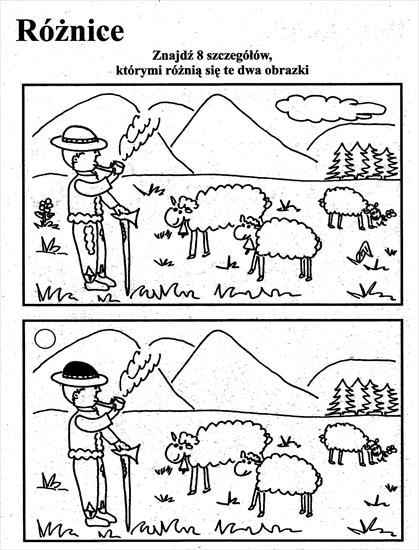 Różnice
Znajdź 8 szczegółów,
którymi różnią się te dwa obrazki